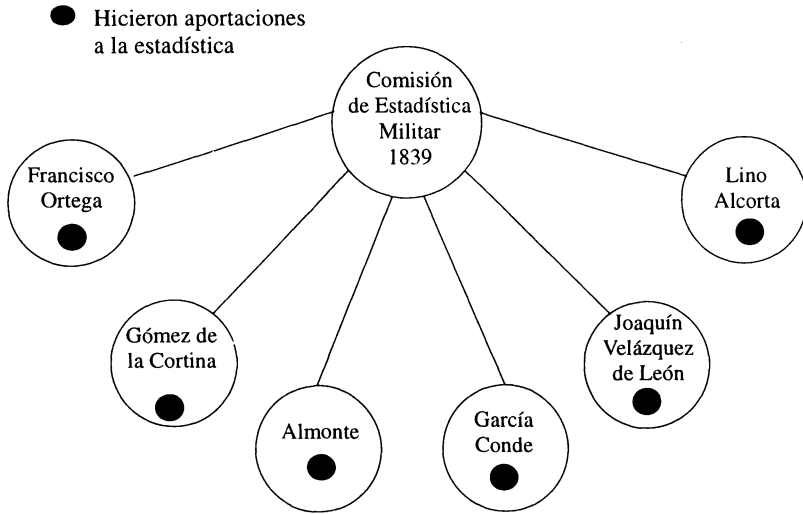 Hicieron aportaciones
a la estadística
Comisión
de Estadística
Militar
1839
Francisco
Ortega
Lino
Alcorta
Gómez de
la Cortina
Joaquín
Velázquez
de León
Almonte
García
Conde